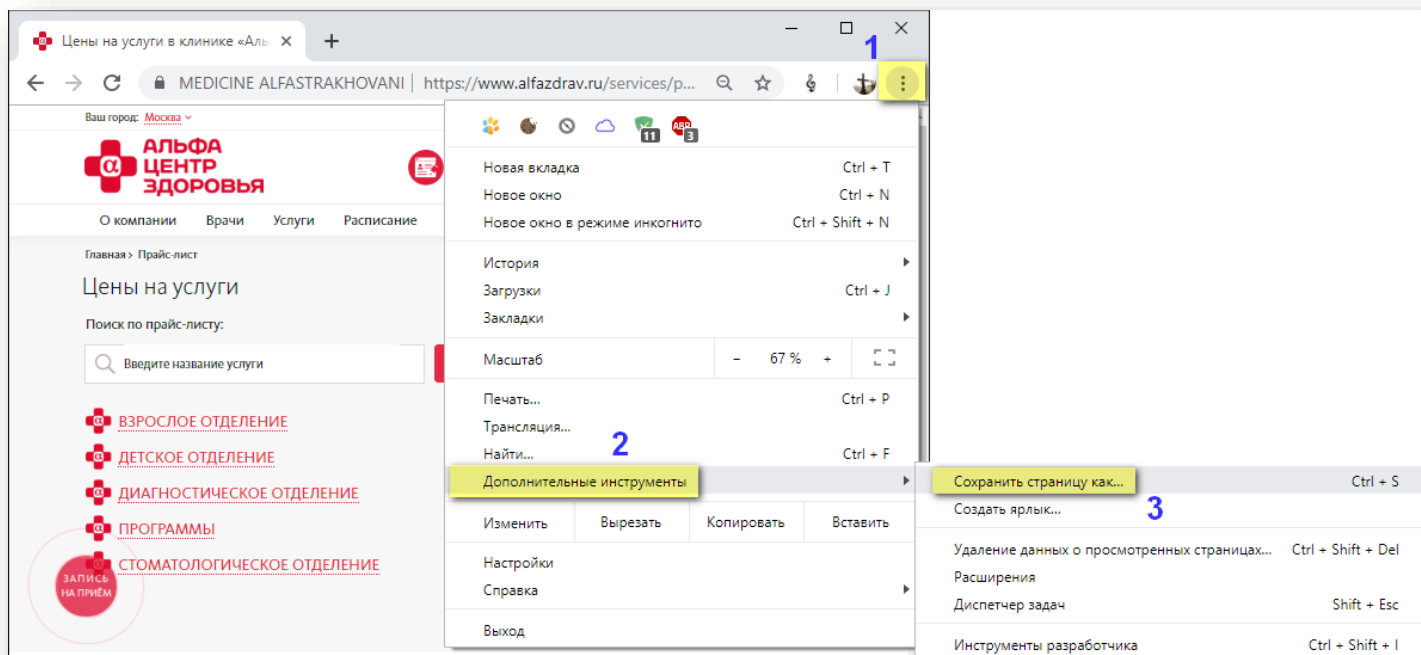 Цены на услуги в клинике «Аль
1
MEDICINE ALFASTRAKHOVANI | https://www.alfazdrav.ru/services/p...
Ваш город: Москва
АЛЬФА
ЦЕНТР
ЗДОРОВЬЯ
О компании Врачи Услуги Расписание
Главная > Прайс-лист
Цены на услуги
Поиск по прайс-листу:
Введите название услуги
ВЗРОСЛОЕ ОТДЕЛЕНИЕ
ДЕТСКОЕ ОТДЕЛЕНИЕ
ДИАГНОСТИЧЕСКОЕ ОТДЕЛЕНИЕ
ПРОГРАММЫ
СТОМАТОЛОГИЧЕСКОЕ ОТДЕЛЕНИЕ
ЗАПИСЬ
НА ПРИЁМ
11 ABP 3
Новая вкладка Ctrl + T
Новое окно Ctrl + N
Новое окно в режиме инкогнито Ctrl + Shift + N
История
Загрузки Ctrl + J
Закладки
Масштаб - 67 % +
Печать... Ctrl + P
Трансляция...
2
Найти... Ctrl + F
Дополнительные инструменты
Изменить Вырезать Копировать Вставить
Настройки
Справка
Выход
Сохранить страницу как... Ctrl + S
Создать ярлык...
3
Удаление данных о просмотренных страницах... Ctrl + Shift + Del
Расширения
Диспетчер задач Shift + Esc
Инструменты разработчика Ctrl + Shift + I